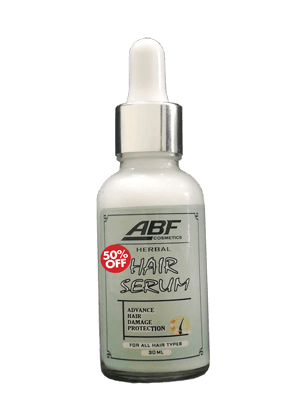 ABF
COSMETICS
HERBAL
50%
OFF
HAIR
SERUM
ADVANCE
HAIR
DAMAGE
PROTECTION
FOR ALL HAIR TYPES
30 ML